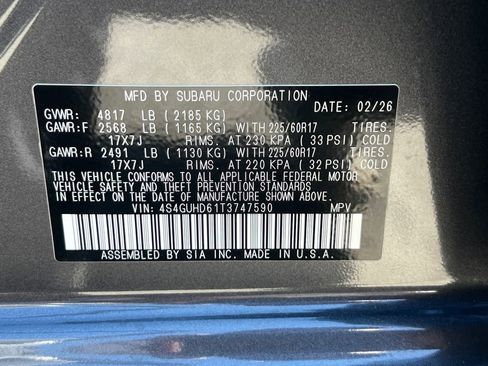 MFD BY SUBARU CORPORATION
DATE: 02/26
GVWR: 4817 LB (2185 KG)
GAWR:F 2568 LB (1165 KG) WITH 225/60R17 TIRES.
17X7J RIMS. AT 230 KPA (33 PSI) COLD
GAWR:R 2491 LB (1130 KG) WITH 225/60R17 TIRES.
17X7J RIMS. AT 220 KPA (32 PSI) COLD
THIS VEHICLE CONFORMS TO ALL APPLICABLE FEDERAL MOTOR
VEHICLE SAFETY AND THEFT PREVENTION STANDARDS IN
EFFECT ON THE DATE OF MANUFACTURE SHOWN ABOVE.
VIN: 4S4GUHD61T3747590 MPV
ASSEMBLED BY SIA INC. IN U.S.A.